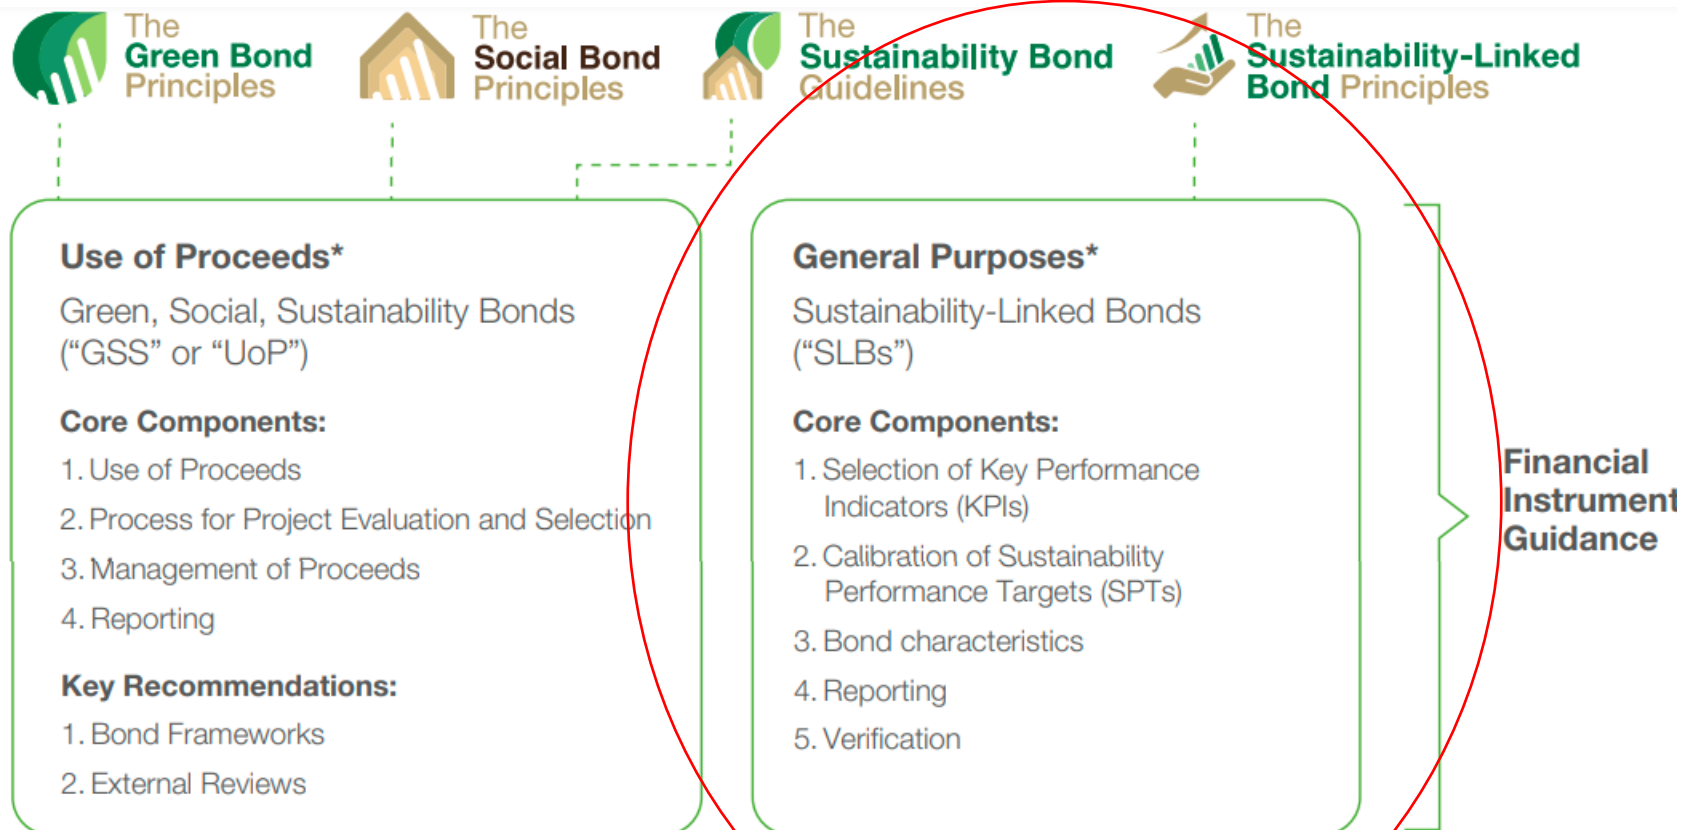 The
Green Bond
Principles
The
Social Bond
Principles
The
Sustainability Bond
Guidelines
The
Sustainability-Linked
Bond Principles
Use of Proceeds*
Green, Social, Sustainability Bonds
(“GSS” or “UoP”)
Core Components:
1. Use of Proceeds
2. Process for Project Evaluation and Selection
3. Management of Proceeds
4. Reporting
Key Recommendations:
1. Bond Frameworks
2. External Reviews
General Purposes*
Sustainability-Linked Bonds
(“SLBs”)
Core Components:
1. Selection of Key Performance
Indicators (KPIs)
2. Calibration of Sustainability
Performance Targets (SPTs)
3. Bond characteristics
4. Reporting
5. Verification
Financial
Instrument
Guidance